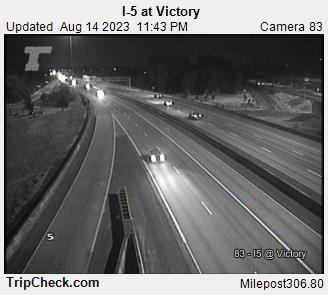 I-5 at Victory
Updated Aug 14 2023 11:43 PM Camera 83
T
S
83 - I5 @ Victory
TripCheck.com Milepost306.80